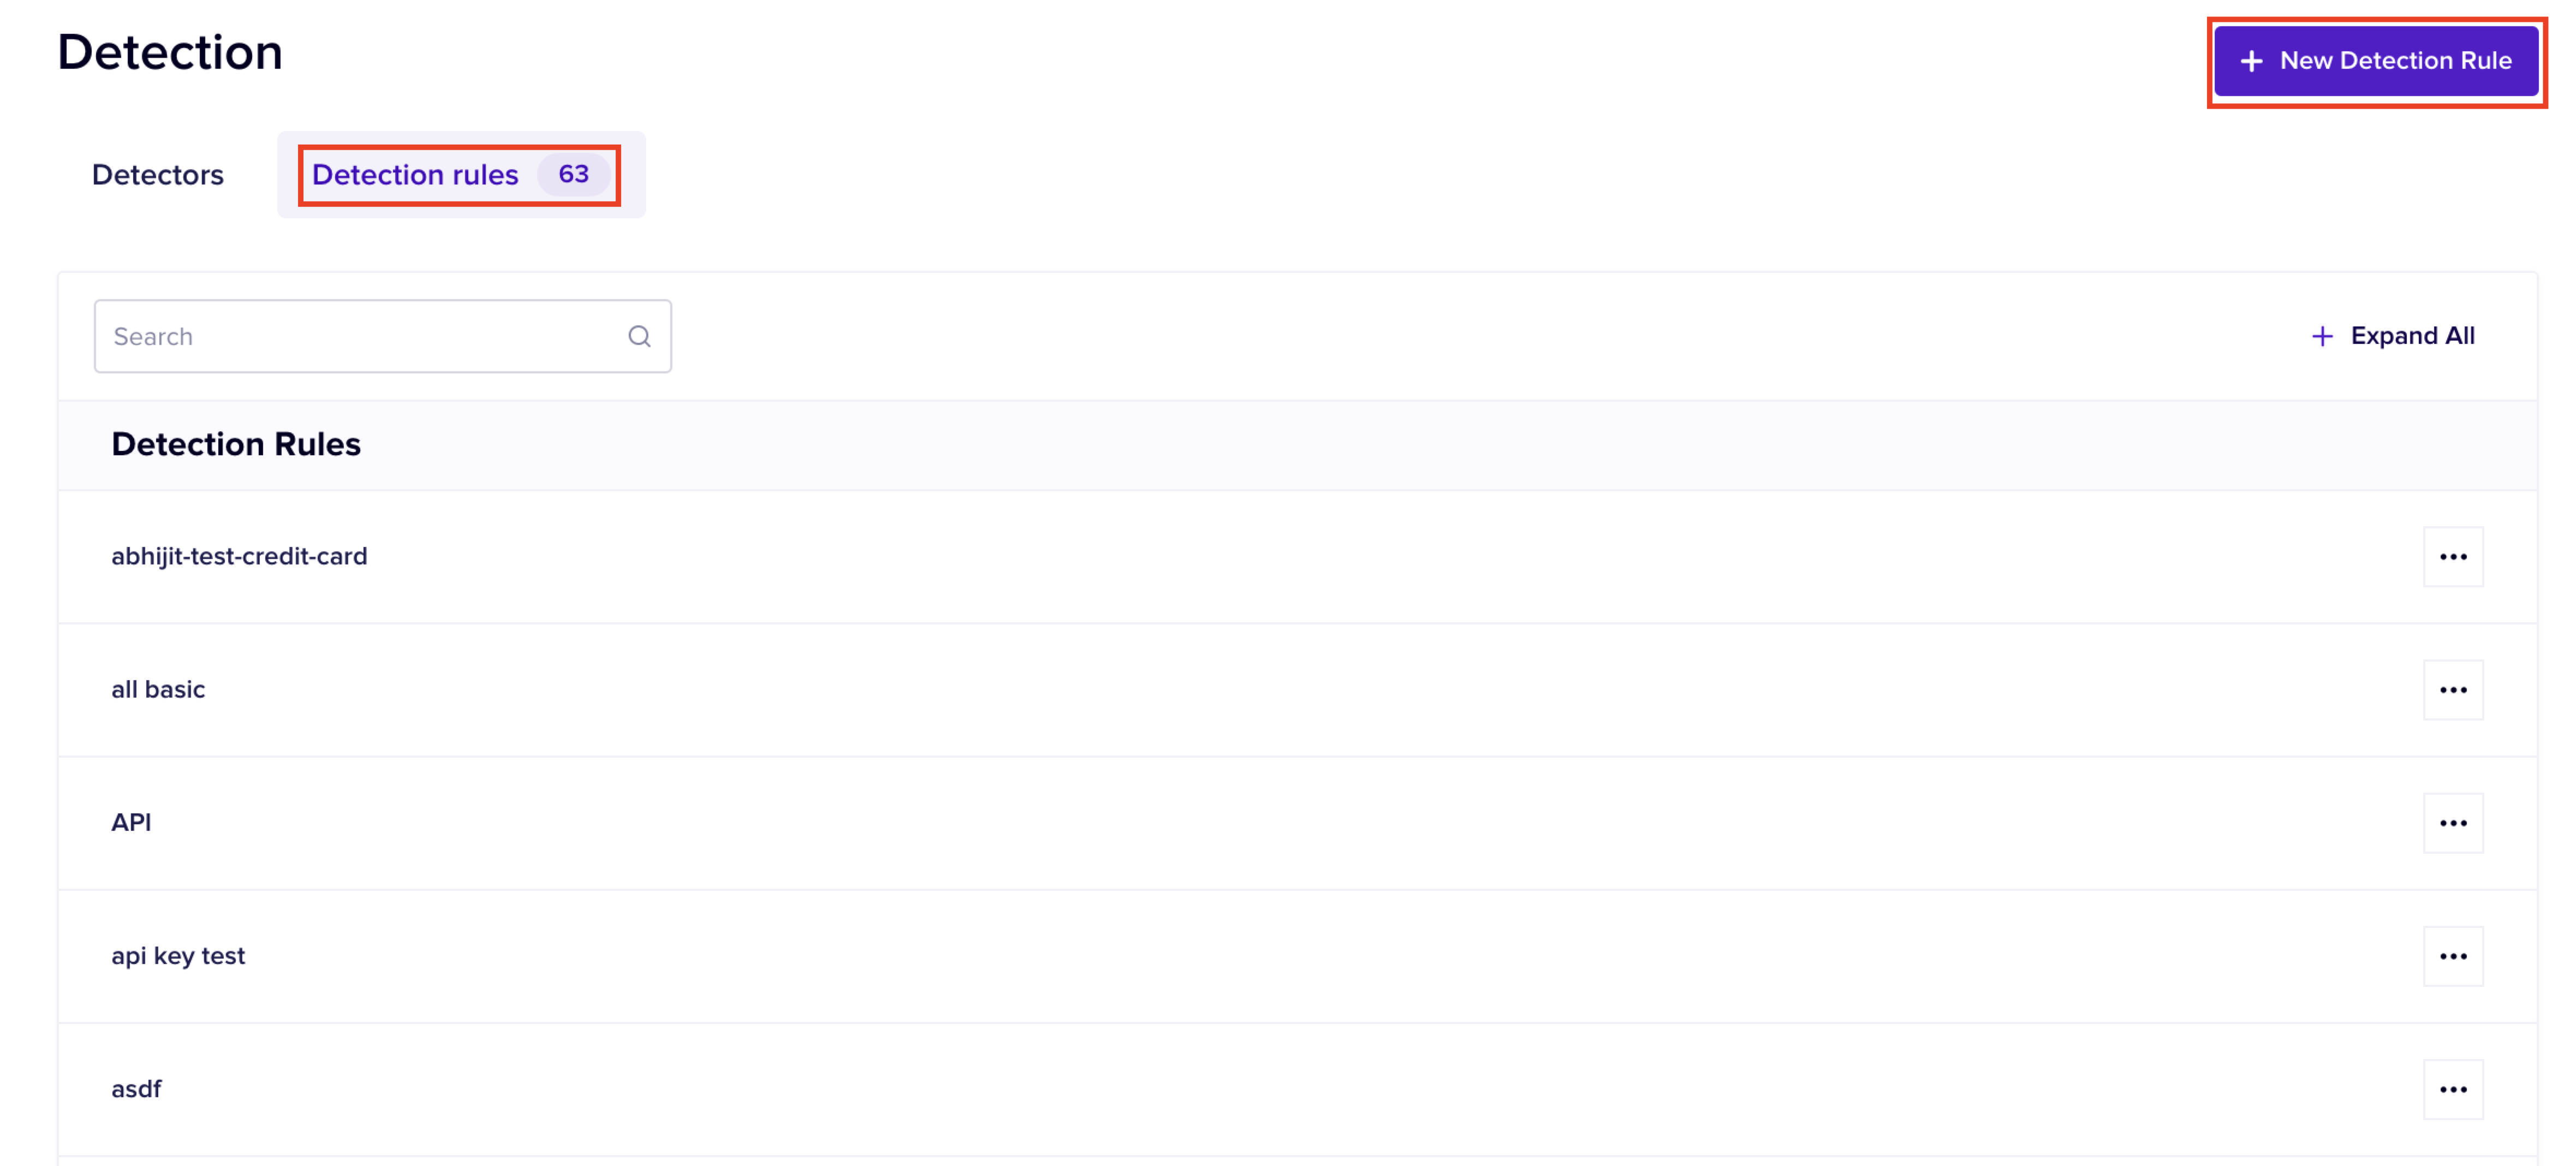 Detection
+ New Detection Rule
Detectors
Detection rules 63
Search
+ Expand All
Detection Rules
abhijit-test-credit-card
all basic
API
api key test
asdf